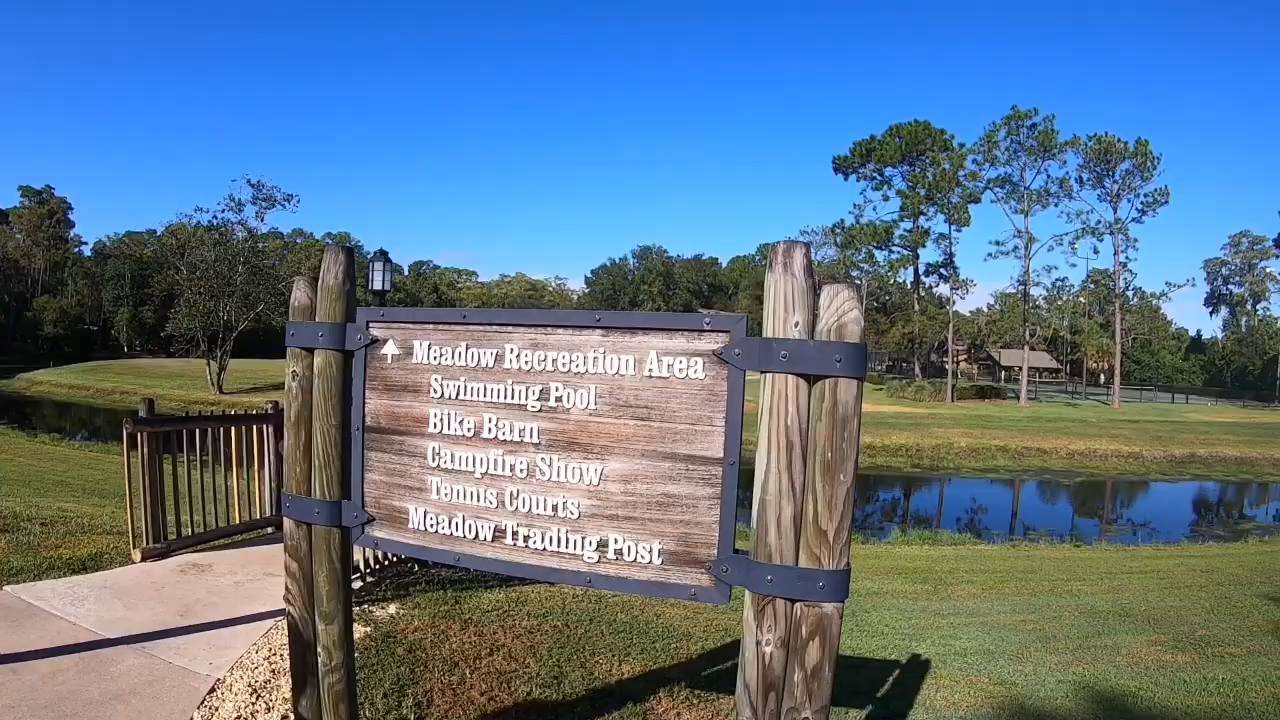 Meadow Recreation Area
Swimming Pool
Bike Barn
Campfire Show
Tennis Courts
Meadow Trading Post